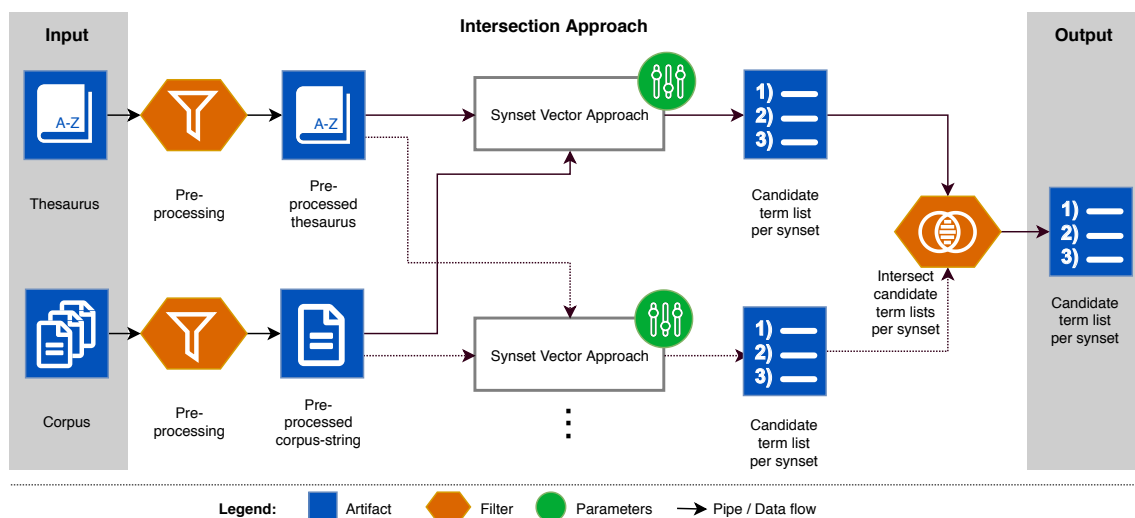 Input
Intersection Approach
Output
A-Z
A-Z
Synset Vector Approach
1)
2)
3)
Thesaurus
Pre-
processing
Pre-
processed
thesaurus
Candidate
term list
per synset
1)
2)
3)
Intersect
candidate
term lists
per synset
Candidate
term list
per synset
Synset Vector Approach
1)
2)
3)
Corpus
Pre-
processing
Pre-
processed
corpus-string
Candidate
term list
per synset
Legend:
Artifact
Filter
Parameters
Pipe / Data flow